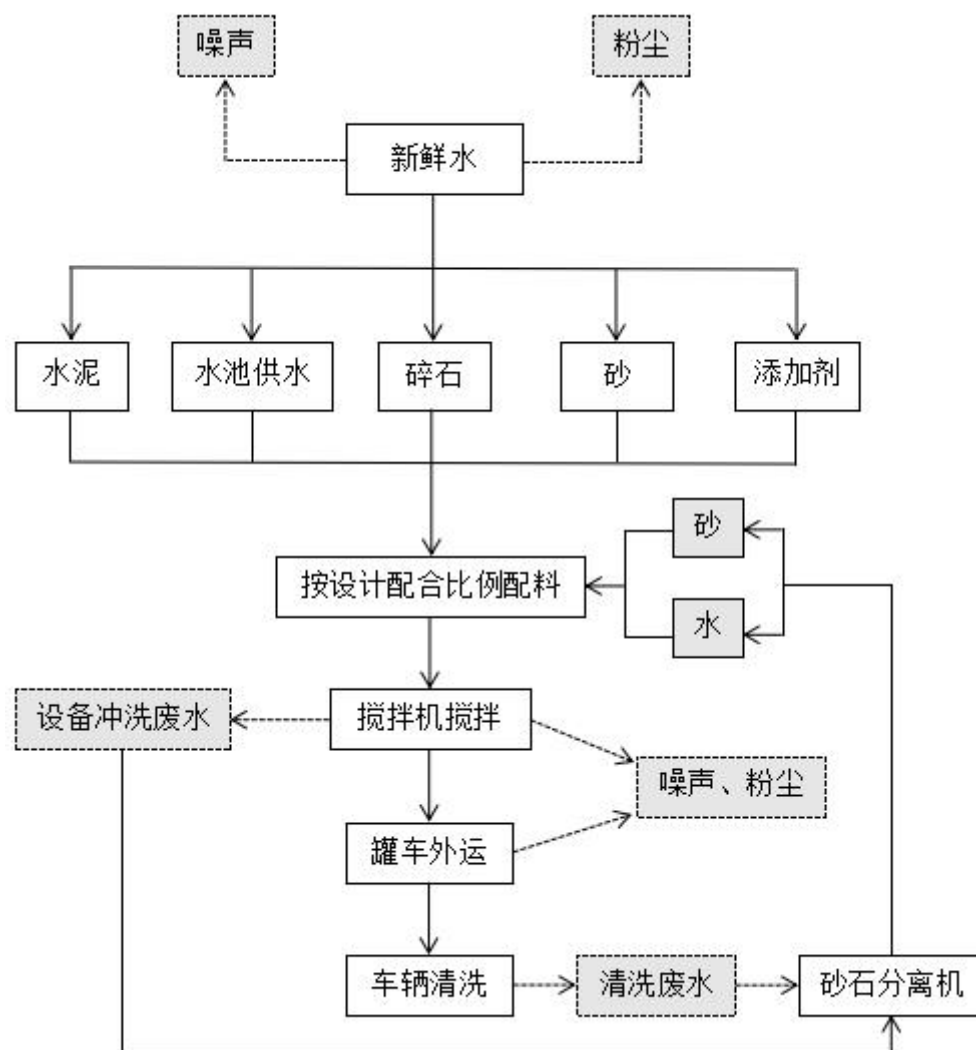 噪声
粉尘
新鲜水
水泥
水池供水
碎石
砂
添加剂
砂
按设计配合比例配料
水
设备冲洗废水
搅拌机搅拌
噪声、粉尘
罐车外运
车辆清洗
清洗废水
砂石分离机